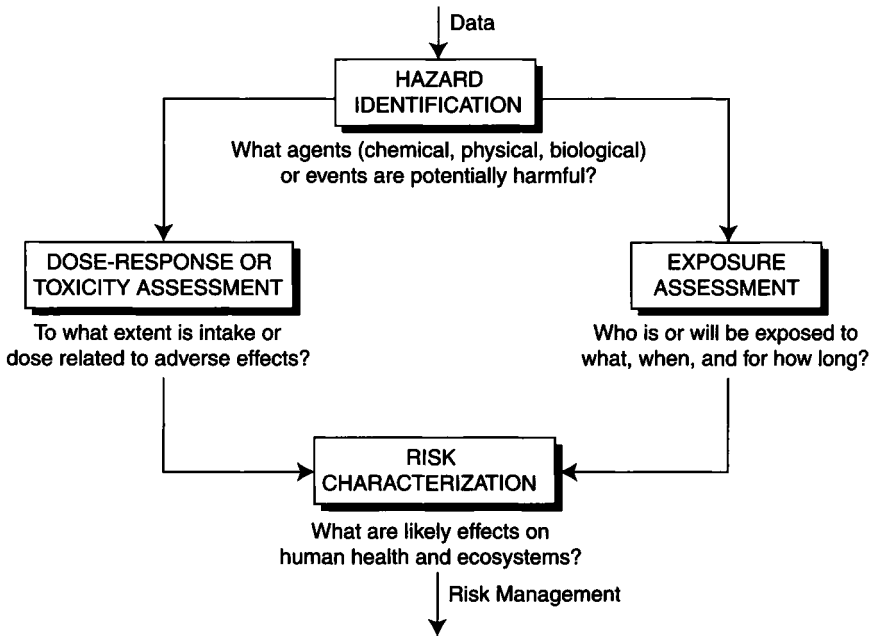 Data
HAZARD
IDENTIFICATION
What agents (chemical, physical, biological)
or events are potentially harmful?
DOSE-RESPONSE OR
TOXICITY ASSESSMENT
To what extent is intake or
dose related to adverse effects?
EXPOSURE
ASSESSMENT
Who is or will be exposed to
what, when, and for how long?
RISK
CHARACTERIZATION
What are likely effects on
human health and ecosystems?
Risk Management